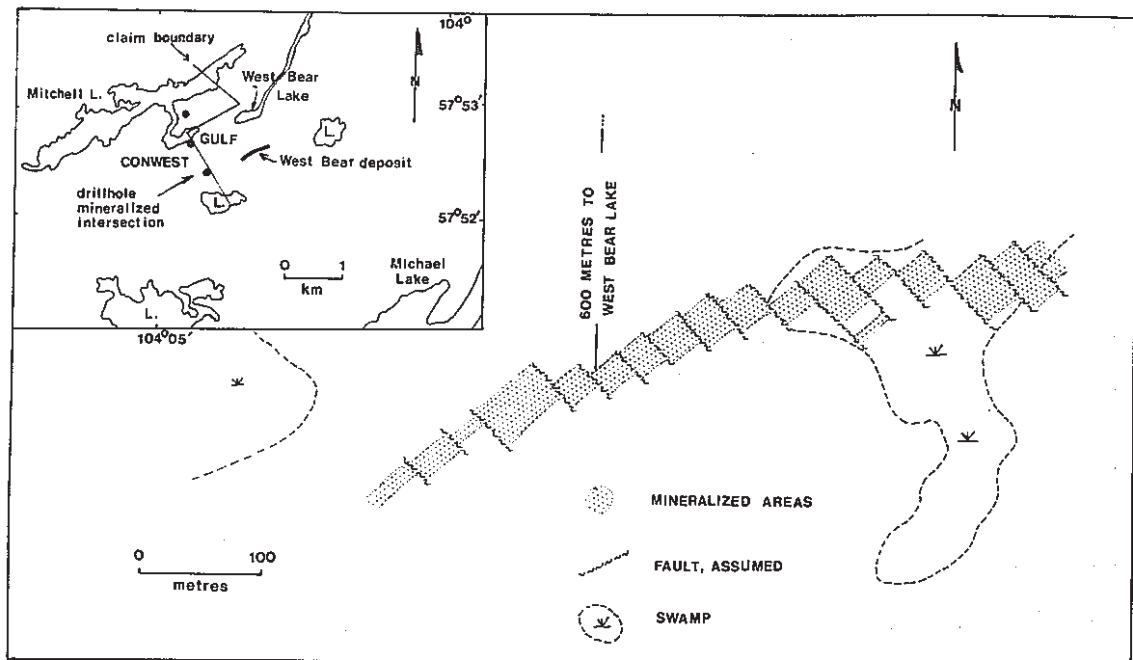 claim boundary
104°
N
West Bear
Lake
Mitchell L.
57°53'
GULF
L.
CONWEST
West Bear deposit
drillhole
mineralized
intersection
L.
57°52'
0 1
km
Michael
Lake
L.
104°05'
N
600 METRES TO
WEST BEAR LAKE
0 100
metres
MINERALIZED AREAS
FAULT, ASSUMED
SWAMP